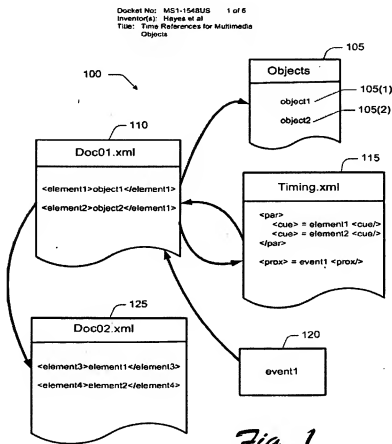 Docket No: MS1-1548US 1 of 6
Inventor(s): Hayes et al
Title: Time References for Multimedia
Objects
105
Objects
object1
105(1)
object2
105(2)
100
110
Doc01.xml
<element1>object1</element1>
<element2>object2</element1>
115
Timing.xml
<par>
<cue> = element1 <cue/>
<cue> = element2 <cue/>
</par>
<prox> = event1 <prox/>
125
Doc02.xml
<element3>element1</element3>
<element4>element2</element4>
120
event1
Fig. 1